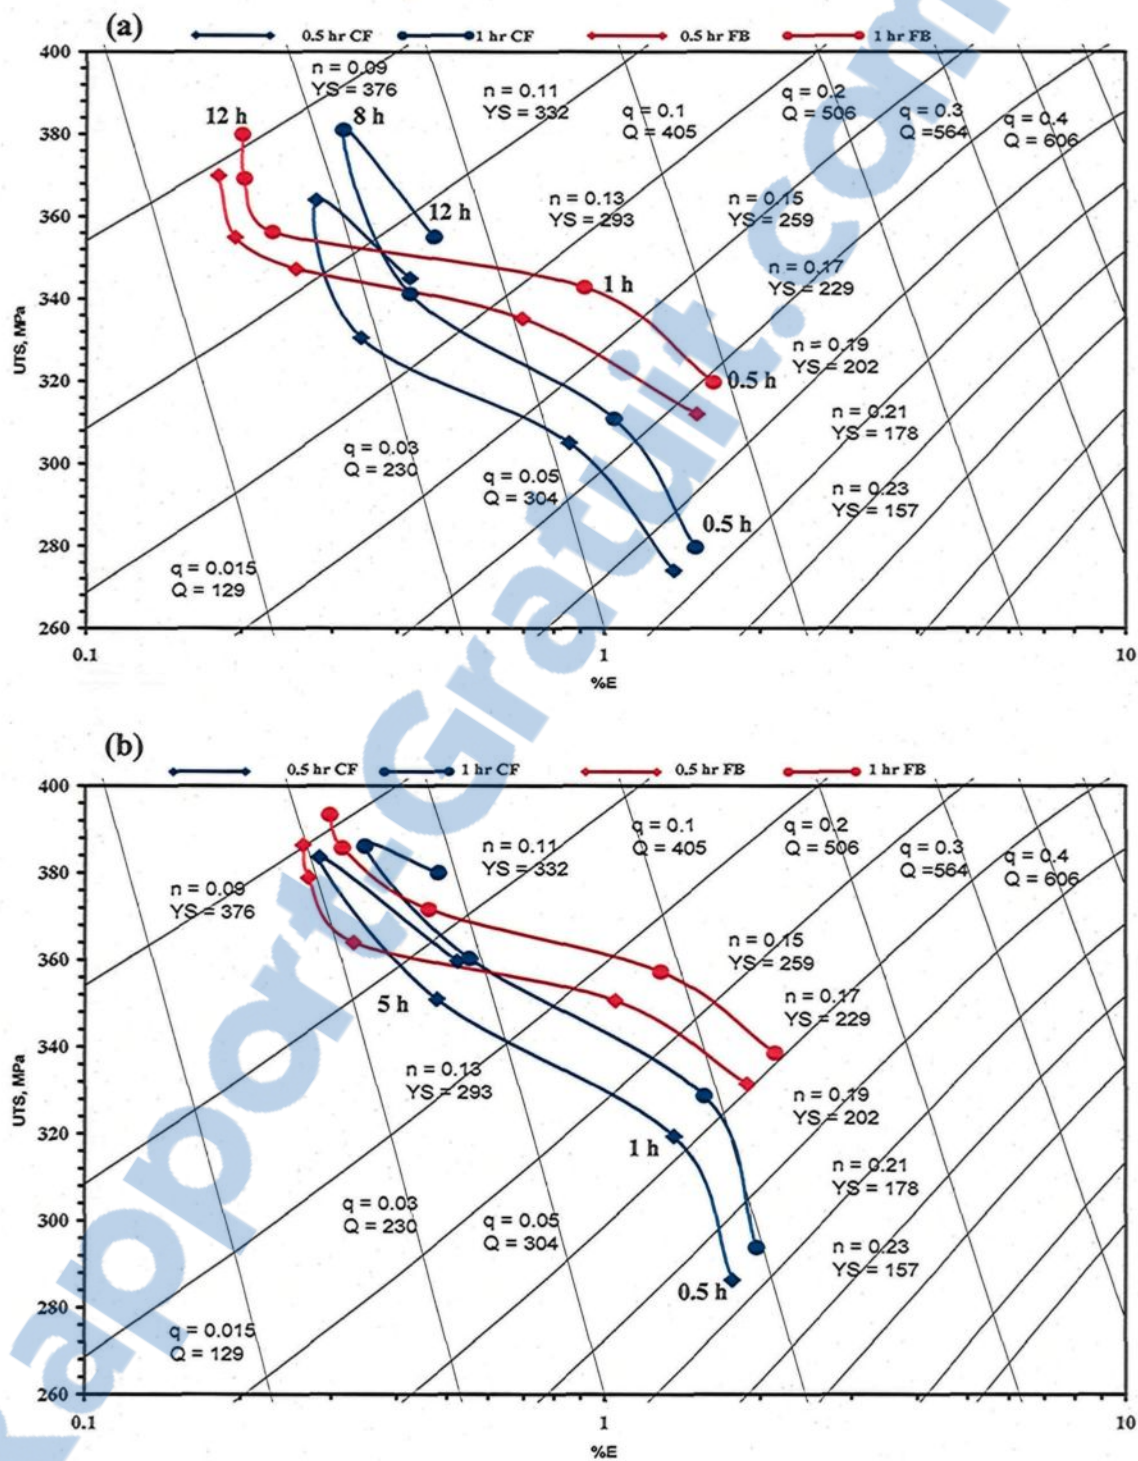 (a)
0.5 hr CF 1 hr CF 0.5 hr FB 1 hr FB
400
n = 0.09
YS = 376
n = 0.11
YS = 332
q = 0.1
Q = 405
q = 0.2
Q = 506
q = 0.3
Q =564
q = 0.4
Q = 606
12 h
8 h
380
n = 0.13
YS = 293
n = 0.15
YS = 259
12 h
360
n = 0.17
YS = 229
1 h
340
UTS, MPa
n = 0.19
YS = 202
0.5 h
320
n = 0.21
YS = 178
q = 0.03
Q = 230
q = 0.05
Q = 304
300
n = 0.23
YS = 157
0.5 h
280
q = 0.015
Q = 129
260
0.1 1 10
%E
(b)
0.5 hr CF 1 hr CF 0.5 hr FB 1 hr FB
400
q = 0.1
Q = 405
q = 0.2
Q = 506
q = 0.3
Q =564
q = 0.4
Q = 606
n = 0.11
YS = 332
380
n = 0.09
YS = 376
n = 0.15
YS = 259
360
5 h
n = 0.17
YS = 229
340
UTS, MPa
n = 0.13
YS = 293
n = 0.19
YS = 202
320
1 h
n = 0.21
YS = 178
q = 0.03
Q = 230
q = 0.05
Q = 304
300
n = 0.23
YS = 157
0.5 h
280
q = 0.015
Q = 129
260
0.1 1 10
%E
Rapport-Gratuit.com